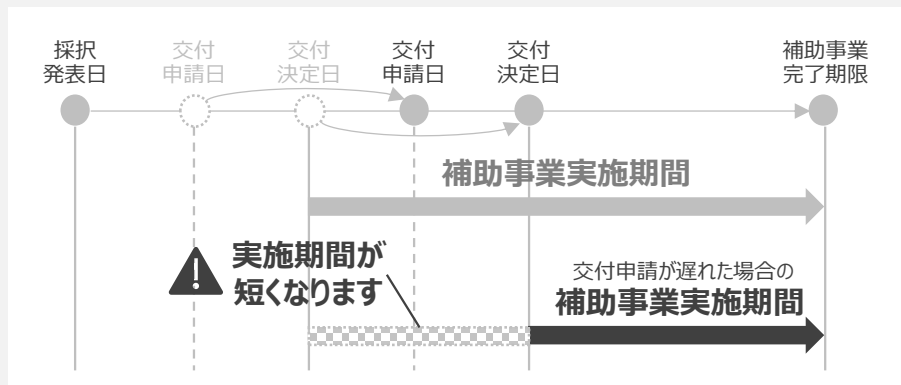 採択
発表日
交付
申請日
交付
決定日
交付
申請日
交付
決定日
補助事業
完了期限
補助事業実施期間
実施期間が
短くなります
交付申請が遅れた場合の
補助事業実施期間